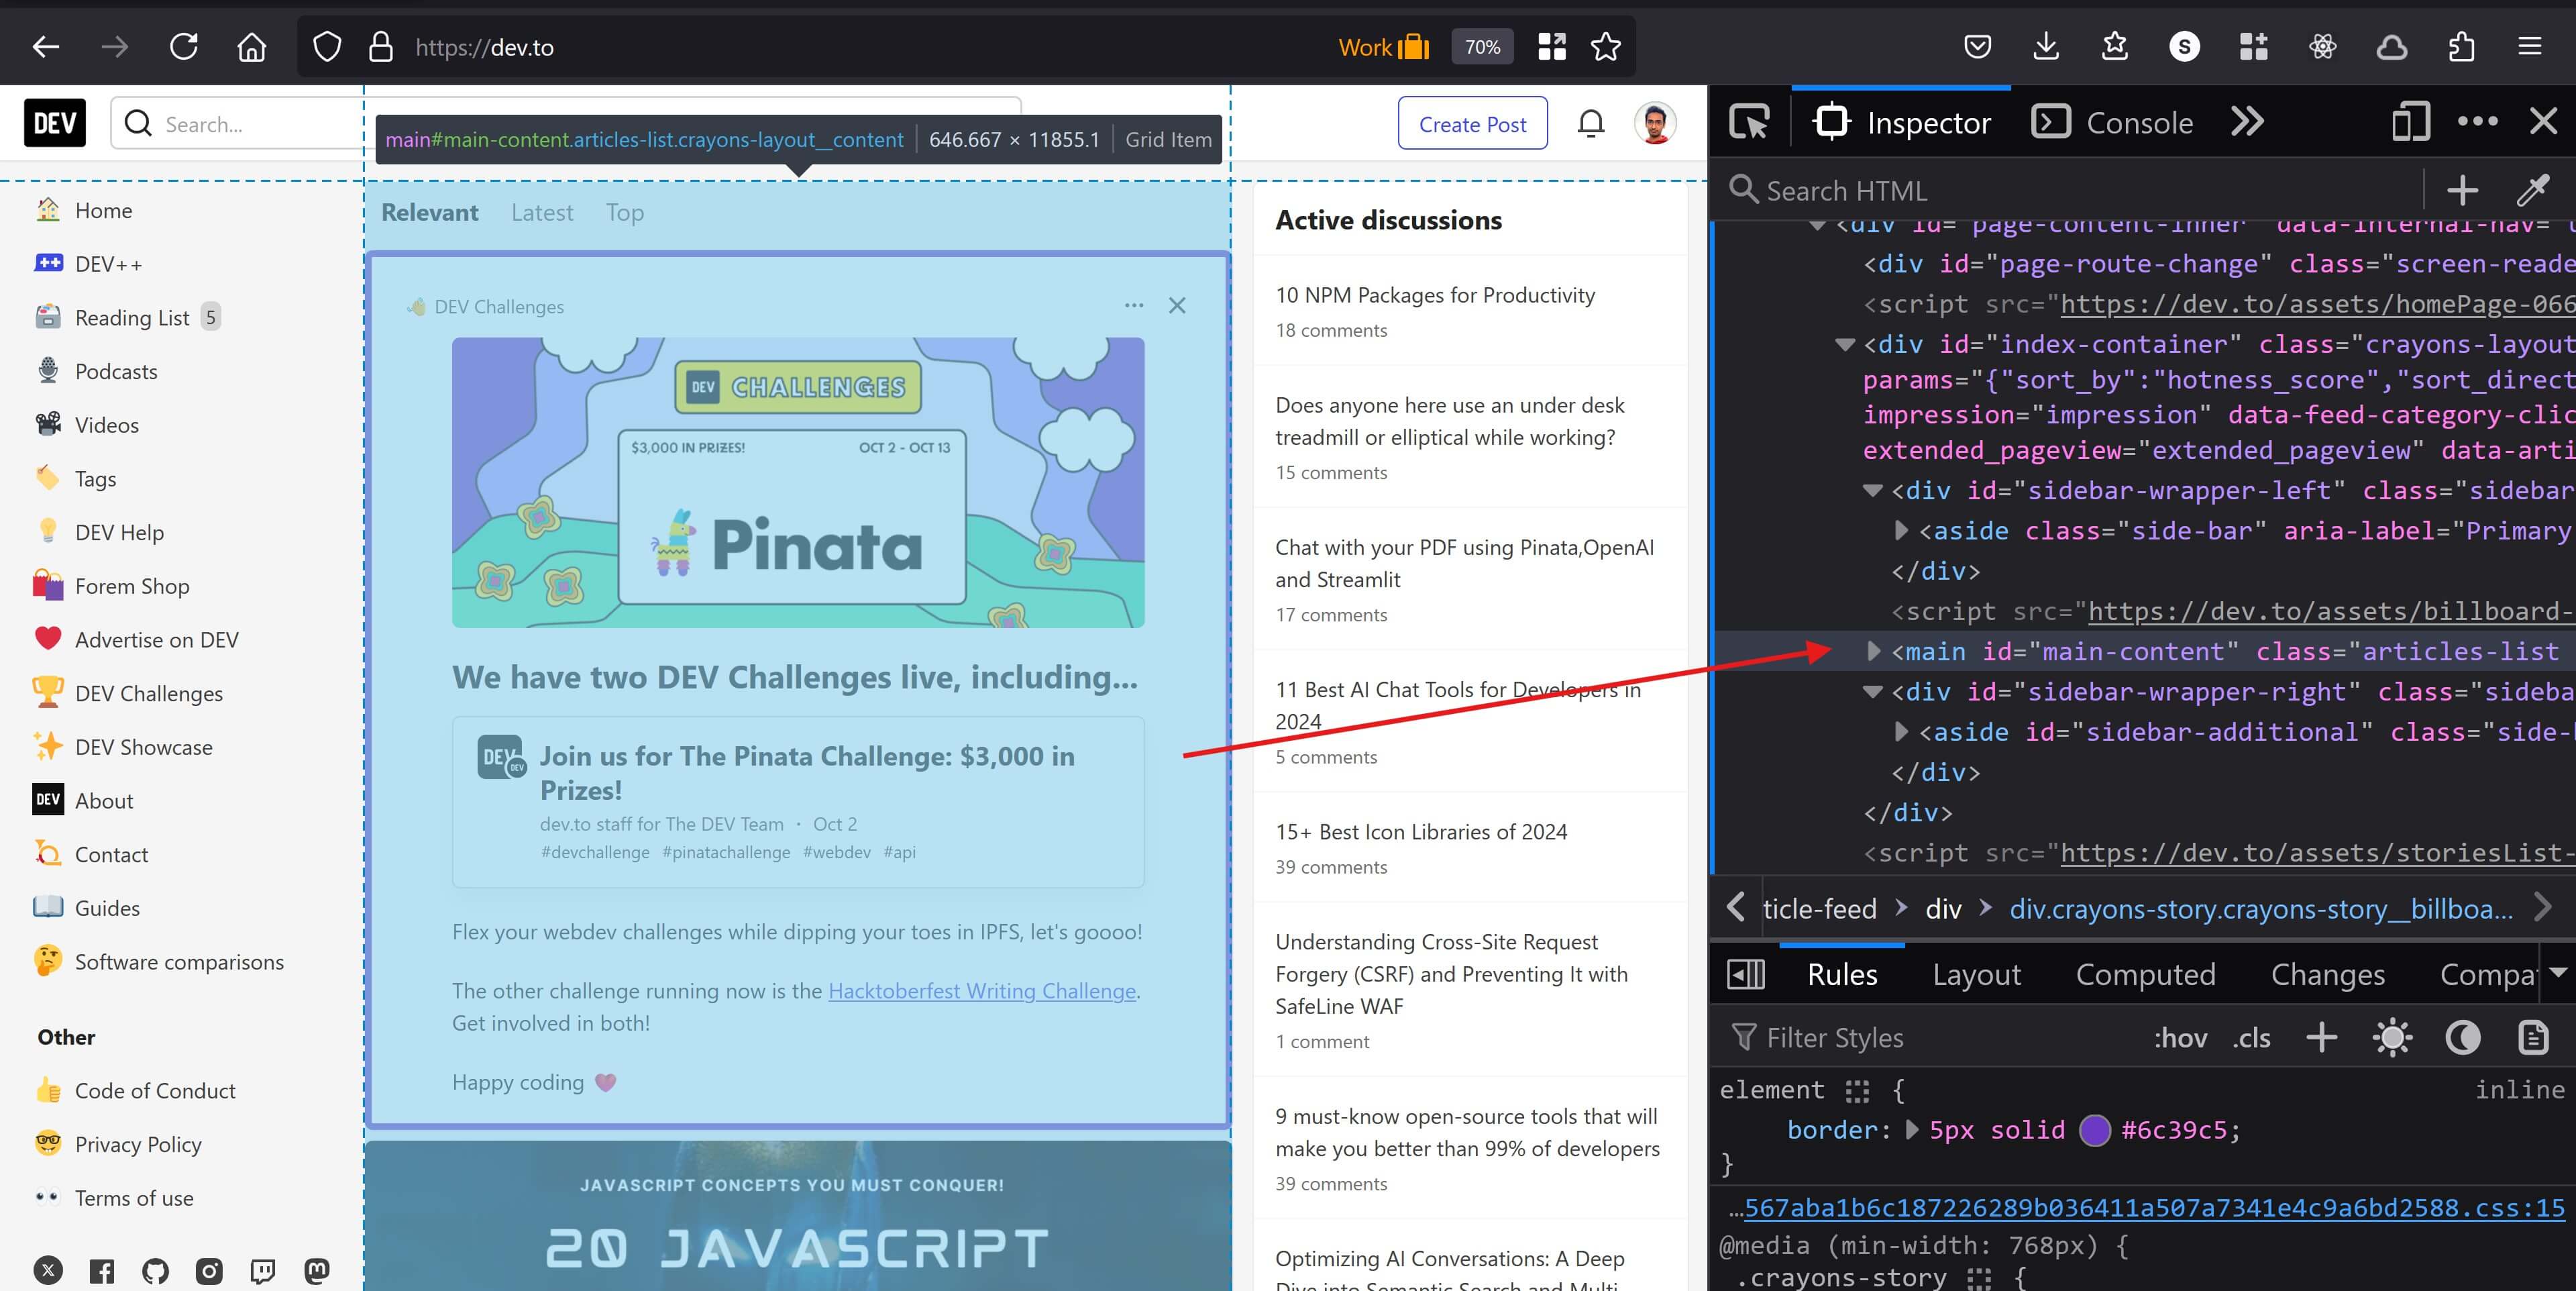 https://dev.to
Work
70%
S
DEV
Search...
main#main-content.articles-list.crayons-layout__content
646.667 × 11855.1
Grid Item
Create Post
Home
DEV++
Reading List 5
Podcasts
Videos
Tags
DEV Help
Forem Shop
Advertise on DEV
DEV Challenges
DEV Showcase
DEV About
Contact
Guides
Software comparisons
Other
Code of Conduct
Privacy Policy
Terms of use
Relevant Latest Top
DEV Challenges
DEV CHALLENGES
$3,000 IN PRIZES! OCT 2 - OCT 13
Pinata
We have two DEV Challenges live, including...
DEV DEV
Join us for The Pinata Challenge: $3,000 in
Prizes!
dev.to staff for The DEV Team • Oct 2
#devchallenge #pinatachallenge #webdev #api
Flex your webdev challenges while dipping your toes in IPFS, let's goooo!
The other challenge running now is the Hacktoberfest Writing Challenge.
Get involved in both!
Happy coding
JAVASCRIPT CONCEPTS YOU MUST CONQUER!
20 JAVASCRIPT
Active discussions
10 NPM Packages for Productivity
18 comments
Does anyone here use an under desk
treadmill or elliptical while working?
15 comments
Chat with your PDF using Pinata,OpenAI
and Streamlit
17 comments
11 Best AI Chat Tools for Developers in
2024
5 comments
15+ Best Icon Libraries of 2024
39 comments
Understanding Cross-Site Request
Forgery (CSRF) and Preventing It with
SafeLine WAF
1 comment
9 must-know open-source tools that will
make you better than 99% of developers
39 comments
Optimizing AI Conversations: A Deep
Dive into Semantic Search and Multi-
Inspector
Console
Search HTML
<div id="page-content-inner" data-internal-nav="
<div id="page-route-change" class="screen-reade
<script src="https://dev.to/assets/homePage-066
<div id="index-container" class="crayons-layout
params="{"sort_by":"hotness_score","sort_direct
impression="impression" data-feed-category-clic
extended_pageview="extended_pageview" data-arti
<div id="sidebar-wrapper-left" class="sidebar
<aside class="side-bar" aria-label="Primary
</div>
<script src="https://dev.to/assets/billboard-
<main id="main-content" class="articles-list
<div id="sidebar-wrapper-right" class="sideba
<aside id="sidebar-additional" class="side-
</div>
</div>
<script src="https://dev.to/assets/storiesList-
ticle-feed div div.crayons-story.crayons-story__billboa...
Rules Layout Computed Changes Compa
Filter Styles :hov .cls
element { inline
border: 5px solid #6c39c5;
}
…567aba1b6c187226289b036411a507a7341e4c9a6bd2588.css:15
@media (min-width: 768px) {
.crayons-story {